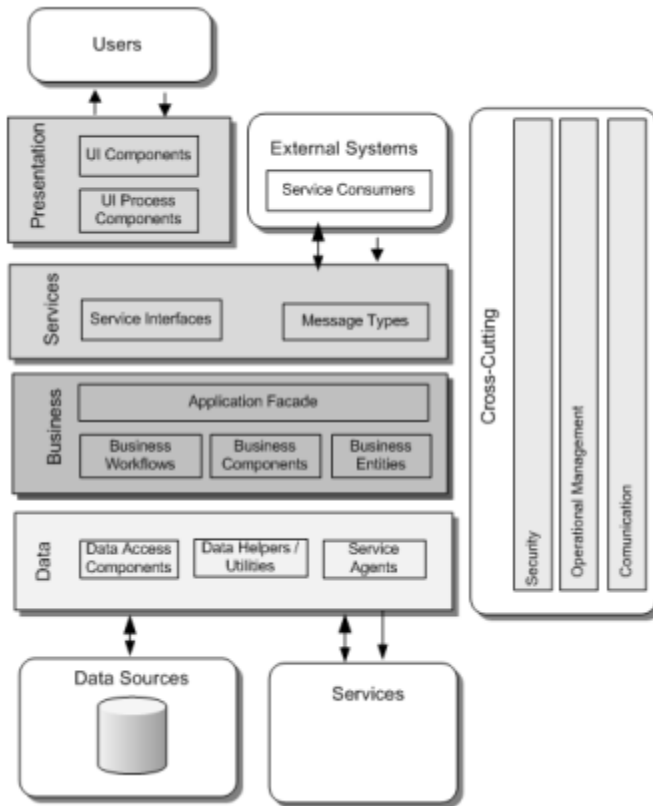 Users
Presentation
UI Components
UI Process
Components
External Systems
Service Consumers
Services
Service Interfaces
Message Types
Business
Application Facade
Business
Workflows
Business
Components
Business
Entities
Data
Data Access
Components
Data Helpers /
Utilities
Service
Agents
Data Sources
Services
Cross-Cutting
Security
Operational Management
Comunication